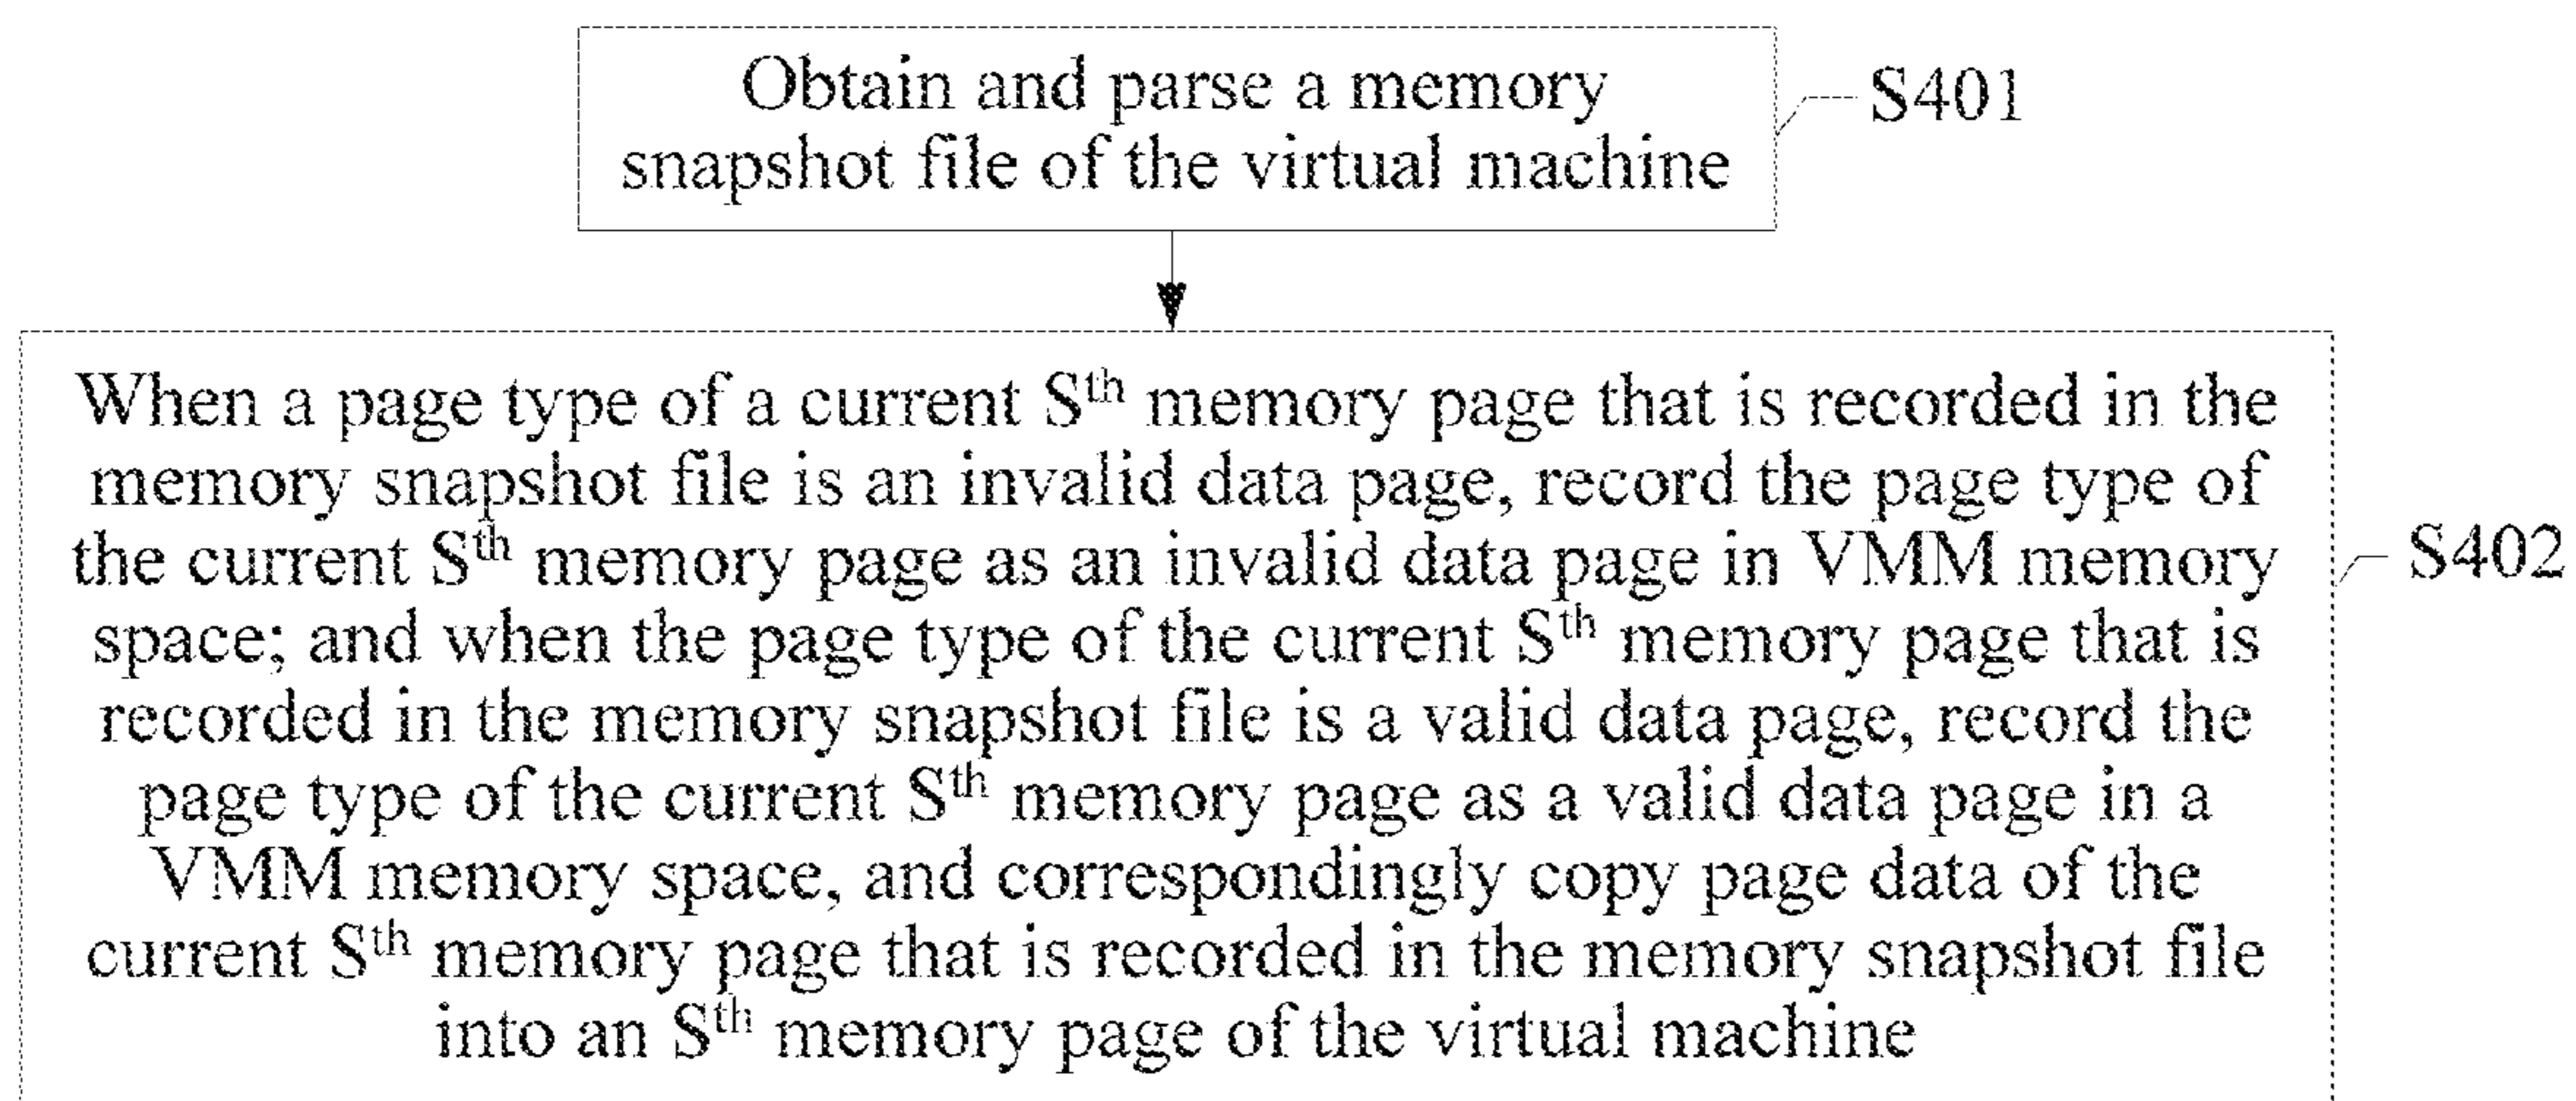 Obtain and parse a memory
snapshot file of the virtual machine
S401
When a page type of a current Sᵗʰ memory page that is recorded in the
memory snapshot file is an invalid data page, record the page type of
the current Sᵗʰ memory page as an invalid data page in VMM memory
space; and when the page type of the current Sᵗʰ memory page that is
recorded in the memory snapshot file is a valid data page, record the
page type of the current Sᵗʰ memory page as a valid data page in a
VMM memory space, and correspondingly copy page data of the
current Sᵗʰ memory page that is recorded in the memory snapshot file
into an Sᵗʰ memory page of the virtual machine
S402